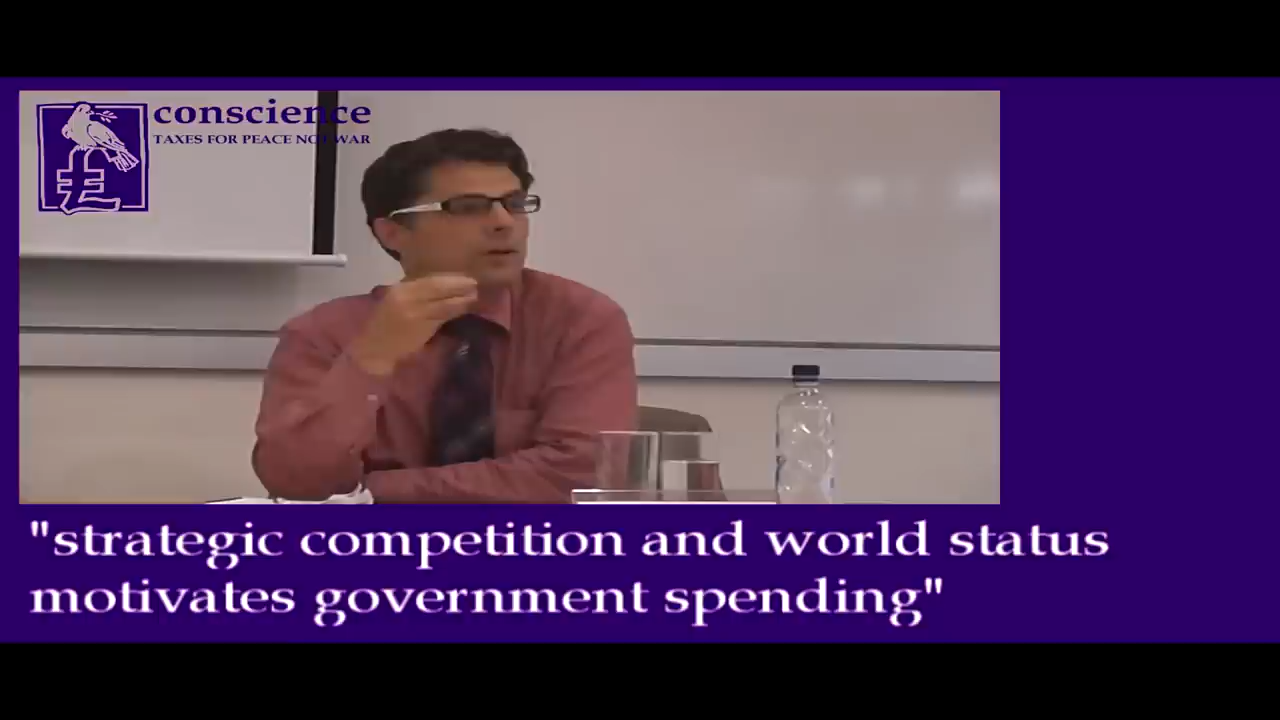 conscience
TAXES FOR PEACE NOT WAR
"strategic competition and world status
motivates government spending"